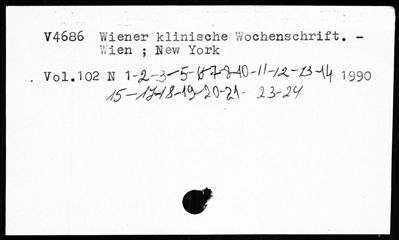 V4686 Wiener klinische Wochenschrift. -
Wien ; New York
. Vol.102 N 1-2-3-5-6-7-8-10-11-12-13-14 1990
15-17-18-19-20-21. 23-24